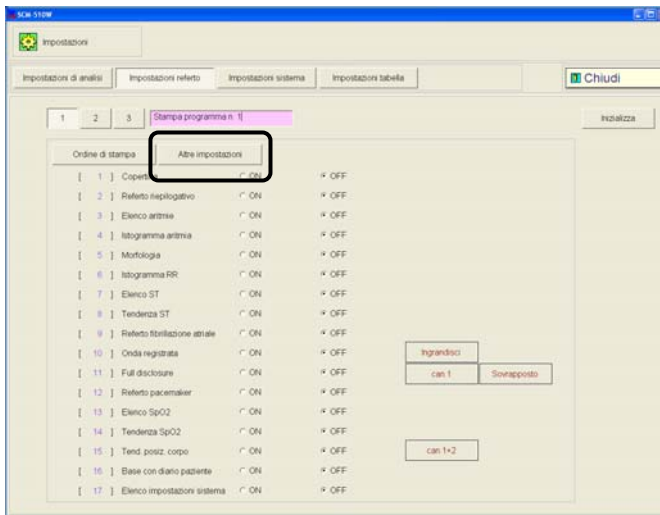 SCM-510W
Impostazioni
Impostazioni di analisi Impostazioni referto Impostazioni sistema Impostazioni tabella Chiudi
1 2 3 Stampa programma n. 1 Inizializza
Ordine di stampa Altre impostazioni
[ 1 ] Copertina ON OFF
[ 2 ] Referto riepilogativo ON OFF
[ 3 ] Elenco aritmie ON OFF
[ 4 ] Istogramma aritmia ON OFF
[ 5 ] Morfologia ON OFF
[ 6 ] Istogramma RR ON OFF
[ 7 ] Elenco ST ON OFF
[ 8 ] Tendenza ST ON OFF
[ 9 ] Referto fibrillazione atriale ON OFF
[ 10 ] Onda registrata ON OFF Ingrandisci
[ 11 ] Full disclosure ON OFF can 1 Sovrapposto
[ 12 ] Referto pacemaker ON OFF
[ 13 ] Elenco SpO2 ON OFF
[ 14 ] Tendenza SpO2 ON OFF
[ 15 ] Tend. posiz. corpo ON OFF can 1+2
[ 16 ] Base con diario paziente ON OFF
[ 17 ] Elenco impostazioni sistema ON OFF